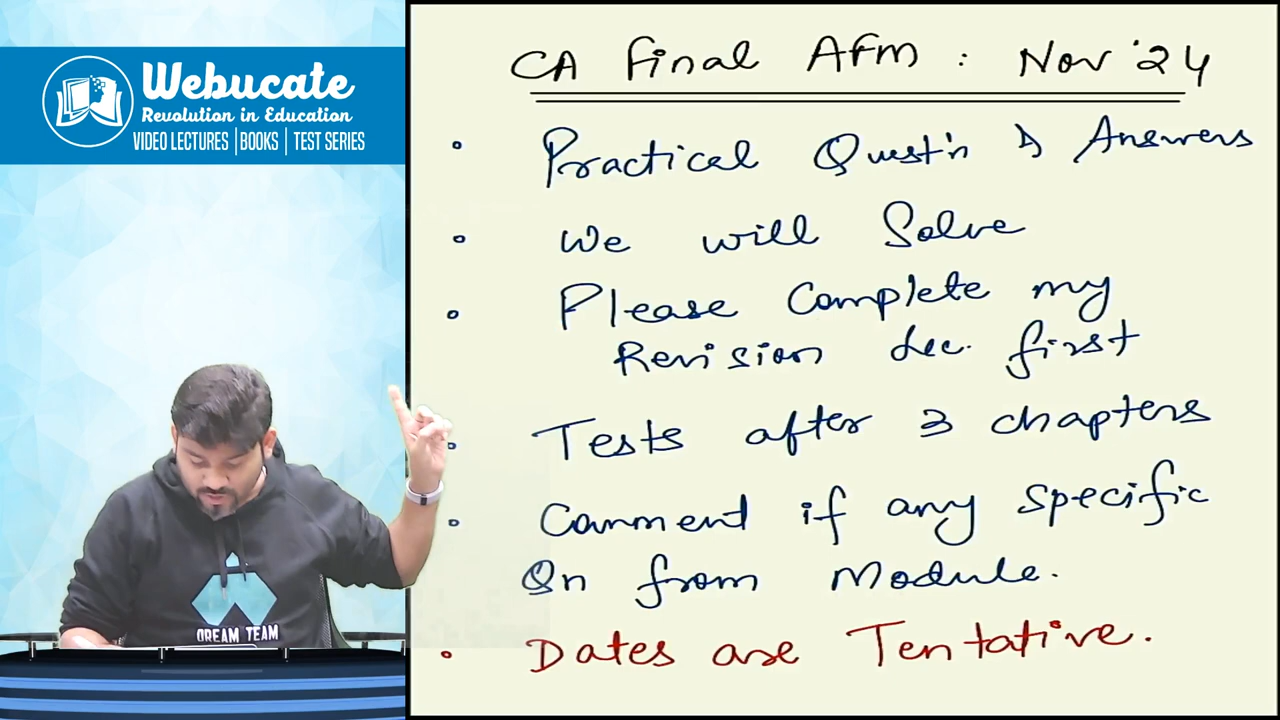 Webucate
Revolution in Education
VIDEO LECTURES | BOOKS | TEST SERIES
DREAM TEAM
CA Final AFM : Nov '24
• Practical Quest'n & Answers
• We will Solve
• Please Complete my
Revision Lec. first
• Tests after 3 chapters
• Comment if any specific
Qn from Module.
• Dates are Tentative.